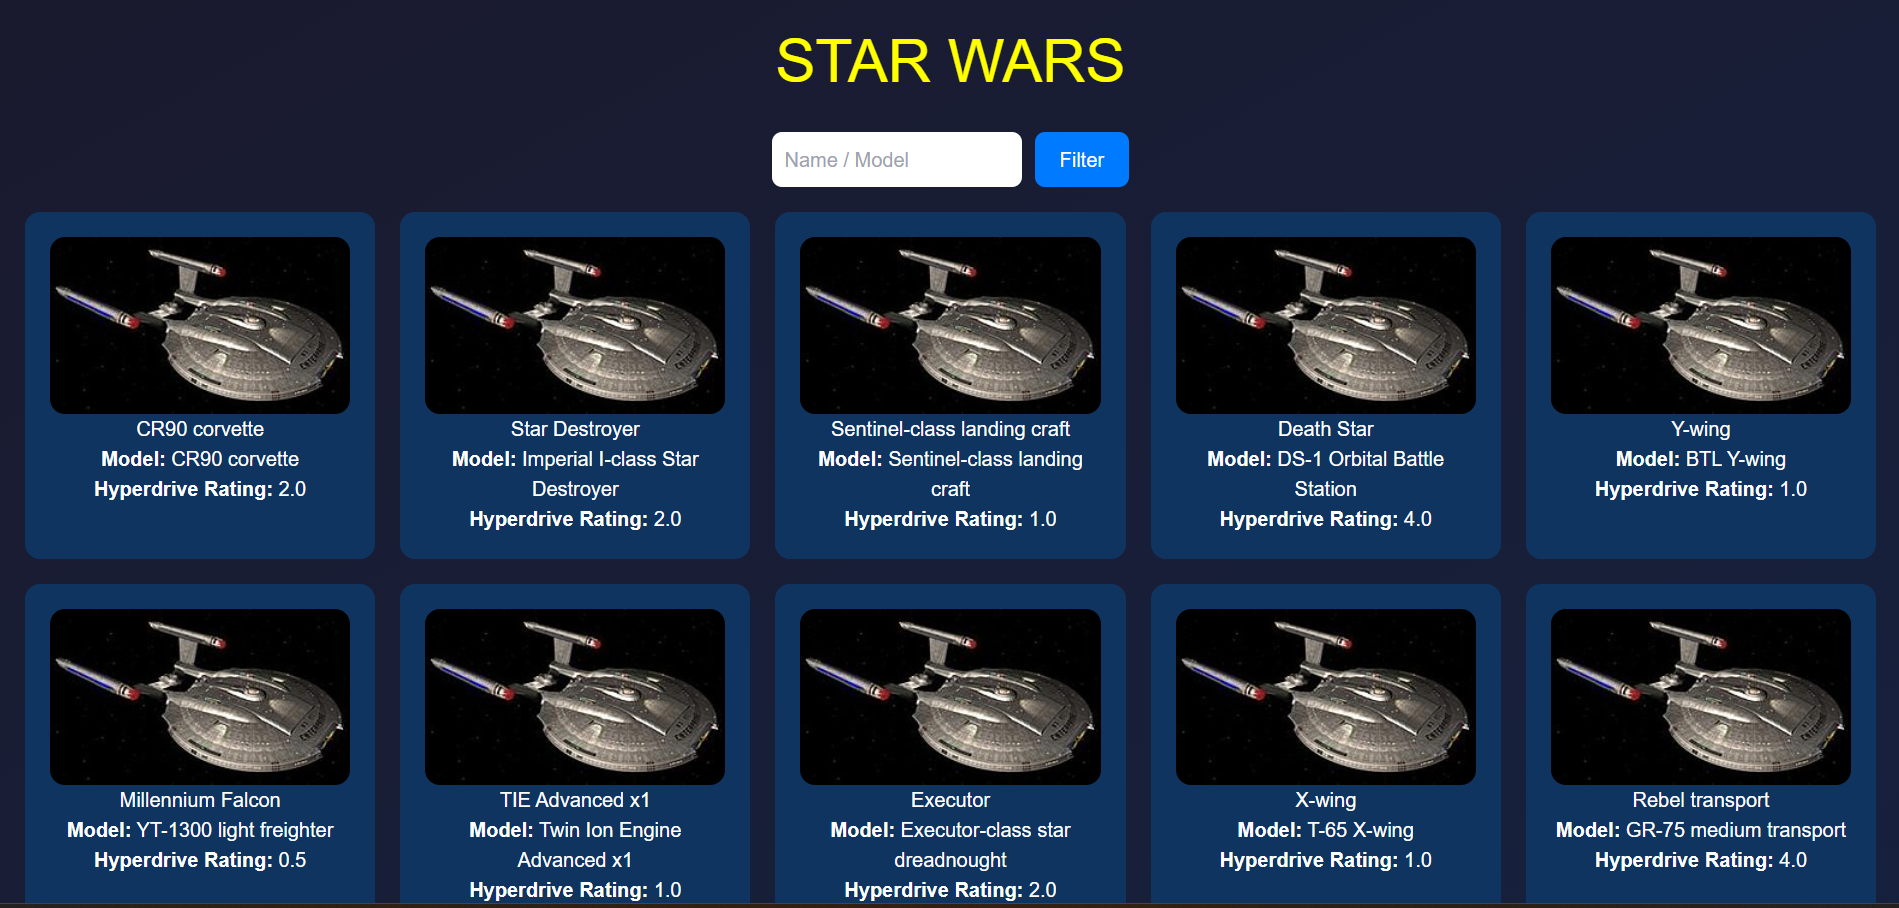 STAR WARS
Name / Model
Filter
CR90 corvette
Model: CR90 corvette
Hyperdrive Rating: 2.0
Star Destroyer
Model: Imperial I-class Star
Destroyer
Hyperdrive Rating: 2.0
Sentinel-class landing craft
Model: Sentinel-class landing
craft
Hyperdrive Rating: 1.0
Death Star
Model: DS-1 Orbital Battle
Station
Hyperdrive Rating: 4.0
Y-wing
Model: BTL Y-wing
Hyperdrive Rating: 1.0
Millennium Falcon
Model: YT-1300 light freighter
Hyperdrive Rating: 0.5
TIE Advanced x1
Model: Twin Ion Engine
Advanced x1
Hyperdrive Rating: 1.0
Executor
Model: Executor-class star
dreadnought
Hyperdrive Rating: 2.0
X-wing
Model: T-65 X-wing
Hyperdrive Rating: 1.0
Rebel transport
Model: GR-75 medium transport
Hyperdrive Rating: 4.0